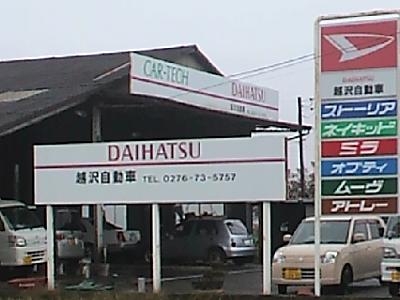 CAR-TECH DAIHATSU
DAIHATSU
越沢自動車 TEL. 0276-73-5757
DAIHATSU
越沢自動車
ストーリア
ネイキッド
ミラ
オプティ
ムーヴ
アトレー